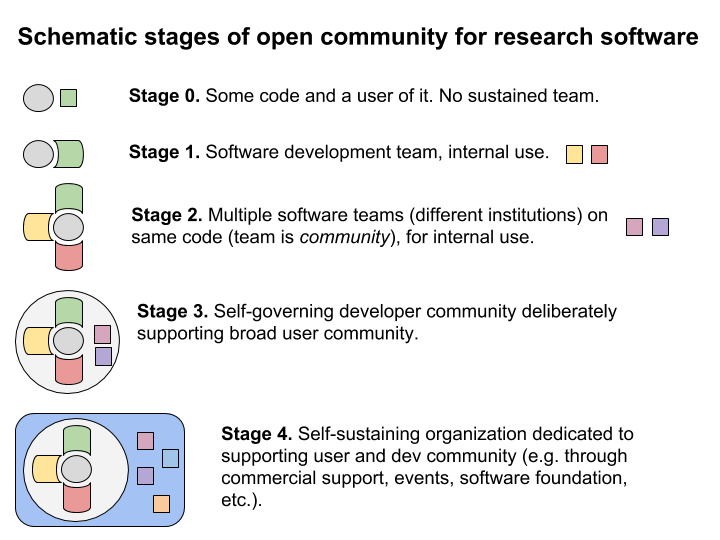 Schematic stages of open community for research software
Stage 0. Some code and a user of it. No sustained team.
Stage 1. Software development team, internal use.
Stage 2. Multiple software teams (different institutions) on
same code (team is community), for internal use.
Stage 3. Self-governing developer community deliberately
supporting broad user community.
Stage 4. Self-sustaining organization dedicated to
supporting user and dev community (e.g. through
commercial support, events, software foundation,
etc.).